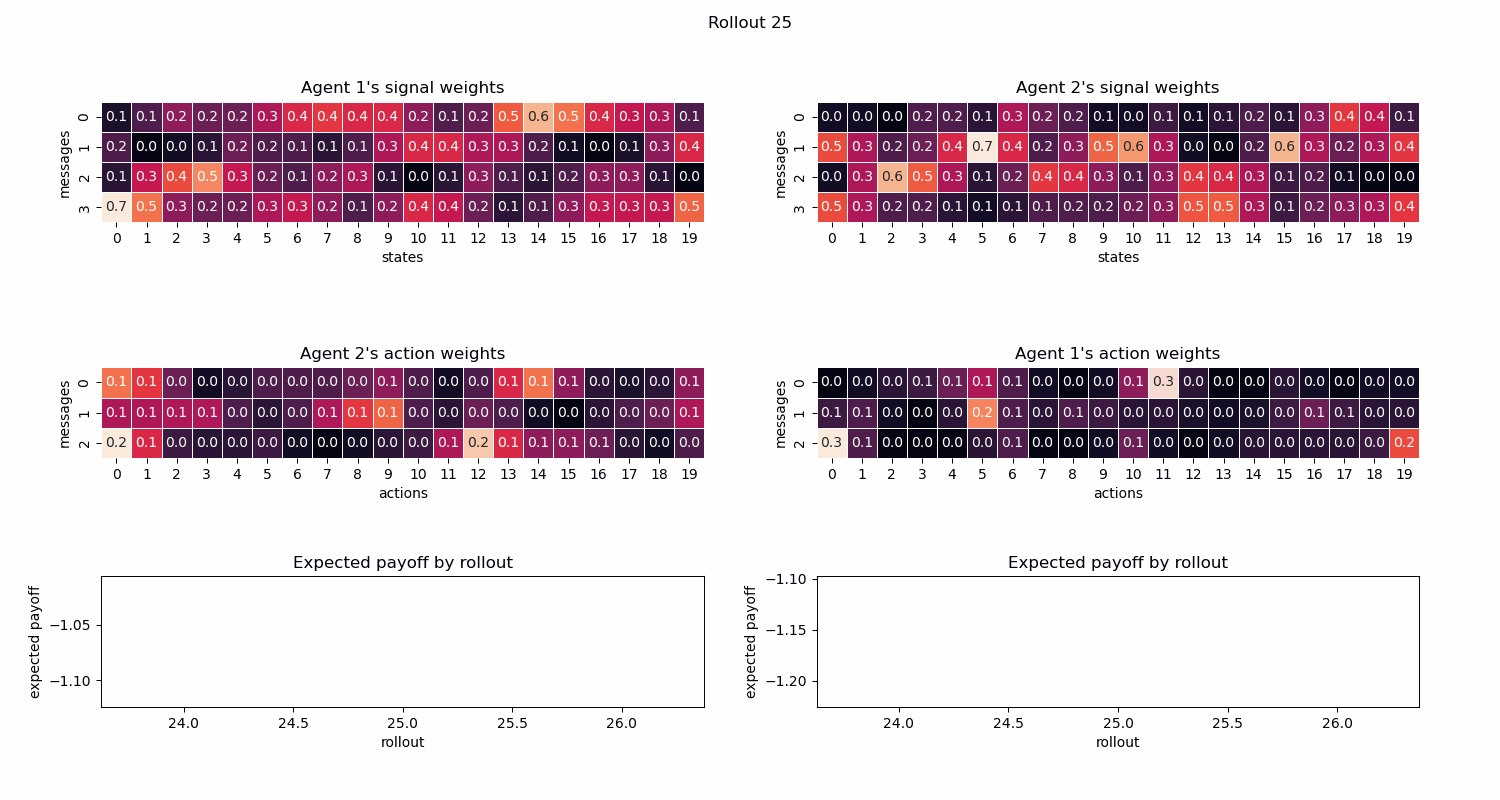 Rollout 25
Agent 1's signal weights
messages
0 0.1 0.1 0.2 0.2 0.2 0.3 0.4 0.4 0.4 0.4 0.2 0.1 0.2 0.5 0.6 0.5 0.4 0.3 0.3 0.1
1 0.2 0.0 0.0 0.1 0.2 0.2 0.1 0.1 0.1 0.3 0.4 0.4 0.3 0.3 0.2 0.1 0.0 0.1 0.3 0.4
2 0.1 0.3 0.4 0.5 0.3 0.2 0.1 0.2 0.3 0.1 0.0 0.1 0.3 0.1 0.1 0.2 0.3 0.3 0.1 0.0
3 0.7 0.5 0.3 0.2 0.2 0.3 0.3 0.2 0.1 0.2 0.4 0.4 0.2 0.1 0.1 0.3 0.3 0.3 0.3 0.5
0 1 2 3 4 5 6 7 8 9 10 11 12 13 14 15 16 17 18 19
states
Agent 2's signal weights
messages
0 0.0 0.0 0.0 0.2 0.2 0.1 0.3 0.2 0.2 0.1 0.0 0.1 0.1 0.1 0.2 0.1 0.3 0.4 0.4 0.1
1 0.5 0.3 0.2 0.2 0.4 0.7 0.4 0.2 0.3 0.5 0.6 0.3 0.0 0.0 0.2 0.6 0.3 0.2 0.3 0.4
2 0.0 0.3 0.6 0.5 0.3 0.1 0.2 0.4 0.4 0.3 0.1 0.3 0.4 0.4 0.3 0.1 0.2 0.1 0.0 0.0
3 0.5 0.3 0.2 0.2 0.1 0.1 0.1 0.1 0.2 0.2 0.2 0.3 0.5 0.5 0.3 0.1 0.2 0.3 0.3 0.4
0 1 2 3 4 5 6 7 8 9 10 11 12 13 14 15 16 17 18 19
states
Agent 2's action weights
messages
0 0.1 0.1 0.0 0.0 0.0 0.0 0.0 0.0 0.0 0.1 0.0 0.0 0.0 0.1 0.1 0.1 0.0 0.0 0.0 0.1
1 0.1 0.1 0.1 0.1 0.0 0.0 0.0 0.1 0.1 0.1 0.0 0.0 0.0 0.0 0.0 0.0 0.0 0.0 0.0 0.1
2 0.2 0.1 0.0 0.0 0.0 0.0 0.0 0.0 0.0 0.0 0.0 0.1 0.2 0.1 0.1 0.1 0.1 0.0 0.0 0.0
0 1 2 3 4 5 6 7 8 9 10 11 12 13 14 15 16 17 18 19
actions
Agent 1's action weights
messages
0 0.0 0.0 0.0 0.1 0.1 0.1 0.1 0.0 0.0 0.0 0.1 0.3 0.0 0.0 0.0 0.0 0.0 0.0 0.0 0.0
1 0.1 0.1 0.0 0.0 0.0 0.2 0.1 0.0 0.1 0.0 0.0 0.0 0.0 0.0 0.0 0.0 0.1 0.1 0.0 0.0
2 0.3 0.1 0.0 0.0 0.0 0.0 0.1 0.0 0.0 0.0 0.1 0.0 0.0 0.0 0.0 0.0 0.0 0.0 0.0 0.2
0 1 2 3 4 5 6 7 8 9 10 11 12 13 14 15 16 17 18 19
actions
Expected payoff by rollout
expected payoff
−1.05
−1.10
24.0 24.5 25.0 25.5 26.0
rollout
Expected payoff by rollout
expected payoff
−1.10
−1.15
−1.20
24.0 24.5 25.0 25.5 26.0
rollout